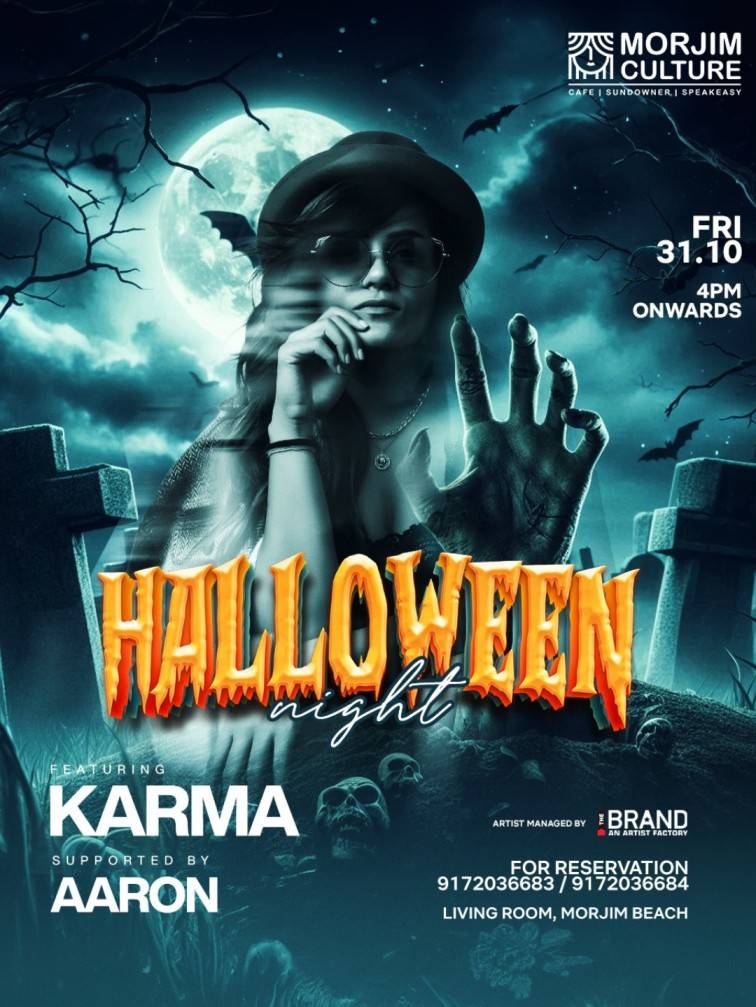 MORJIM
CULTURE
CAFE | SUNDOWNER | SPEAKEASY
FRI
31.10
4PM
ONWARDS
HALLOWEEN
night
FEATURING
KARMA
SUPPORTED BY
AARON
ARTIST MANAGED BY THE BRAND
AN ARTIST FACTORY
FOR RESERVATION
9172036683 / 9172036684
LIVING ROOM, MORJIM BEACH